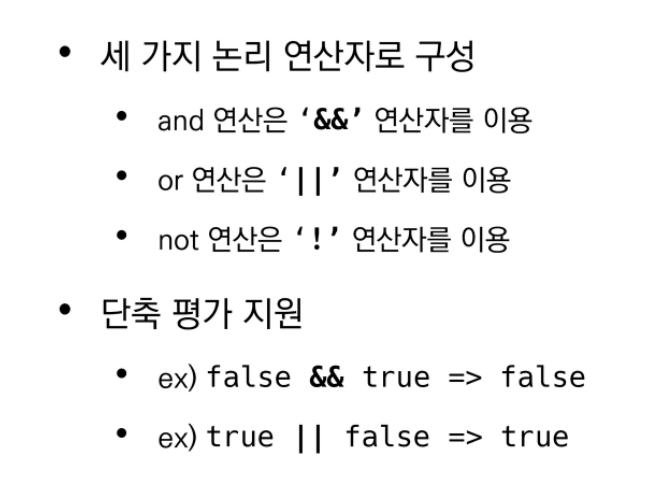 • 세 가지 논리 연산자로 구성
• and 연산은 ‘&&’ 연산자를 이용
• or 연산은 ‘||’ 연산자를 이용
• not 연산은 ‘!’ 연산자를 이용
• 단축 평가 지원
• ex) false && true => false
• ex) true || false => true